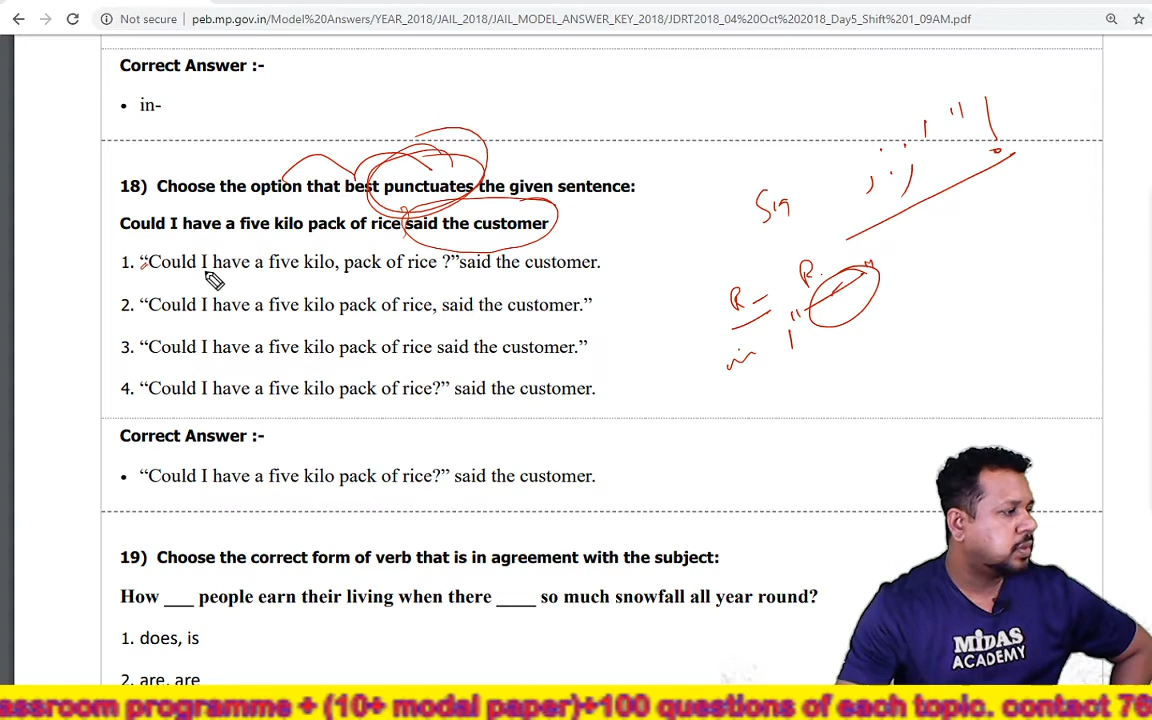 Not secure | peb.mp.gov.in/Model%20Answers/YEAR_2018/JAIL_MODEL_ANSWER_KEY_2018/JDRT2018_04%20Oct%202018_Day5_Shift%201_09AM.pdf
Correct Answer :-
• in-
18) Choose the option that best punctuates the given sentence:
Could I have a five kilo pack of rice said the customer
1. “Could I have a five kilo, pack of rice ?”said the customer.
2. “Could I have a five kilo pack of rice, said the customer.”
3. “Could I have a five kilo pack of rice said the customer.”
4. “Could I have a five kilo pack of rice?” said the customer.
Correct Answer :-
• “Could I have a five kilo pack of rice?” said the customer.
19) Choose the correct form of verb that is in agreement with the subject:
How ___ people earn their living when there ____ so much snowfall all year round?
1. does, is
2. are, are
MIDAS
ACADEMY
assroom programme + (10+ modal paper)+100 questions of each topic. contact 76